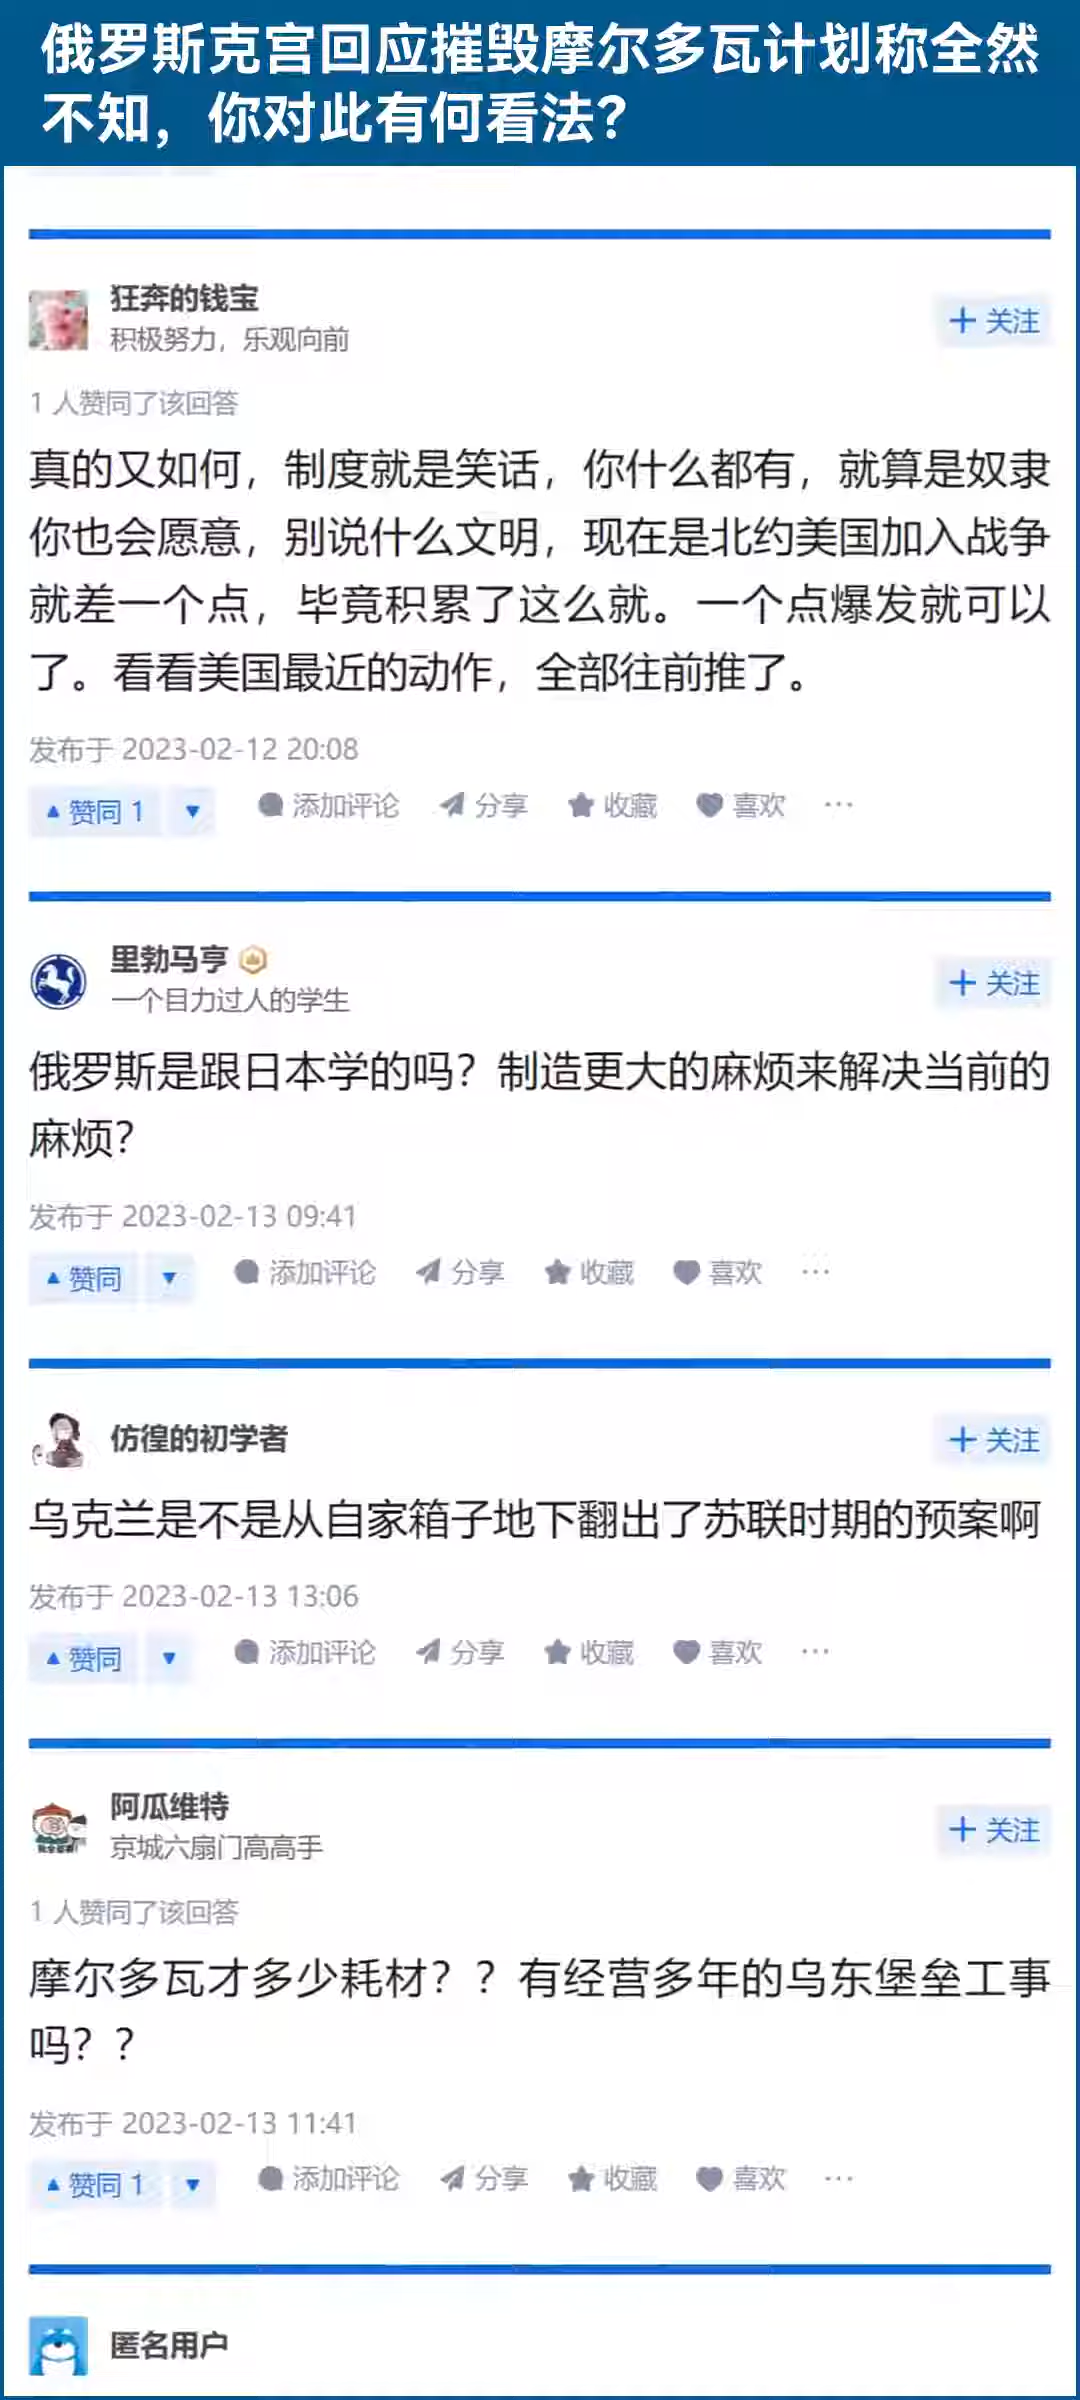 俄罗斯克宫回应摧毁摩尔多瓦计划称全然
不知，你对此有何看法？
狂奔的钱宝
积极努力，乐观向前
+ 关注
1 人赞同了该回答
真的又如何，制度就是笑话，你什么都有，就算是奴隶
你也会愿意，别说什么文明，现在是北约美国加入战争
就差一个点，毕竟积累了这么就。一个点爆发就可以
了。看看美国最近的动作，全部往前推了。
发布于 2023-02-12 20:08
▲ 赞同 1 ▼ 添加评论 分享 收藏 喜欢 ···
里勃马亨
一个目力过人的学生
+ 关注
俄罗斯是跟日本学的吗？制造更大的麻烦来解决当前的
麻烦？
发布于 2023-02-13 09:41
▲ 赞同 ▼ 添加评论 分享 收藏 喜欢 ···
仿徨的初学者
+ 关注
乌克兰是不是从自家箱子地下翻出了苏联时期的预案啊
发布于 2023-02-13 13:06
▲ 赞同 ▼ 添加评论 分享 收藏 喜欢 ···
阿瓜维特
京城六扇门高高手
+ 关注
1 人赞同了该回答
摩尔多瓦才多少耗材？？有经营多年的乌东堡垒工事
吗？？
发布于 2023-02-13 11:41
▲ 赞同 1 ▼ 添加评论 分享 收藏 喜欢 ···
匿名用户